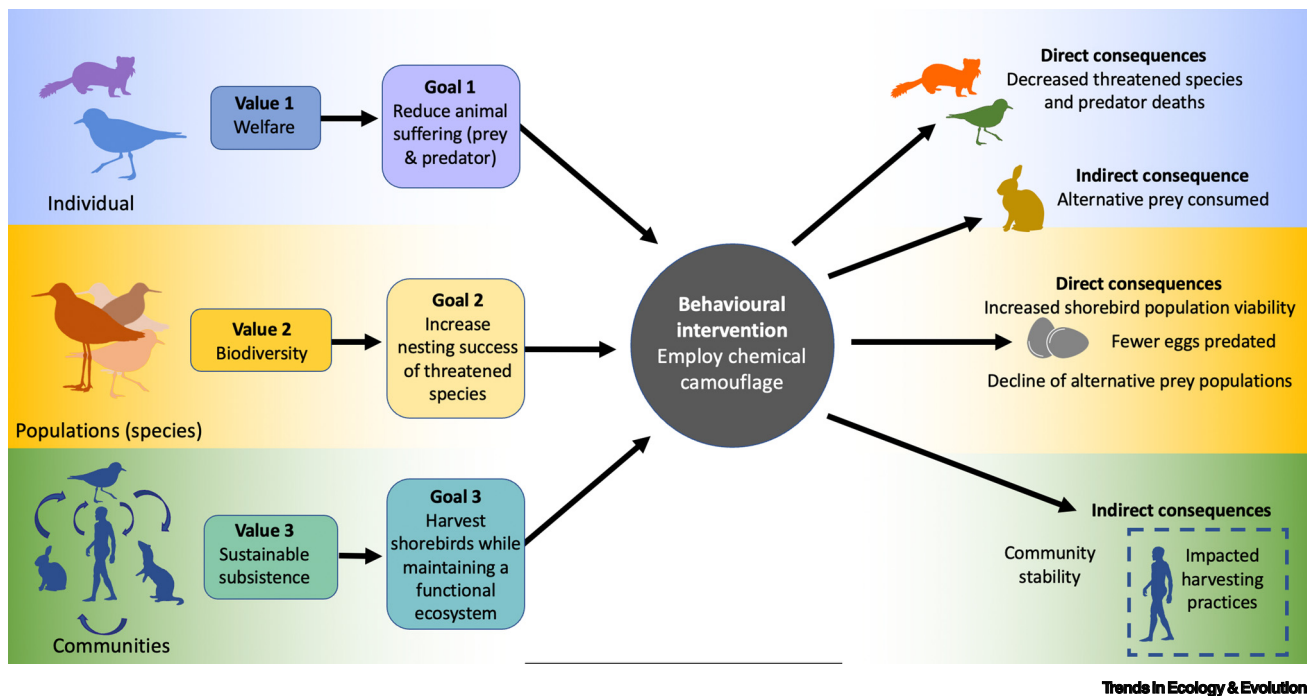 Individual
Value 1
Welfare
Goal 1
Reduce animal
suffering (prey
& predator)
Populations (species)
Value 2
Biodiversity
Goal 2
Increase
nesting success
of threatened
species
Communities
Value 3
Sustainable
subsistence
Goal 3
Harvest
shorebirds while
maintaining a
functional
ecosystem
Behavioural
intervention
Employ chemical
camouflage
Direct consequences
Decreased threatened species
and predator deaths
Indirect consequence
Alternative prey consumed
Direct consequences
Increased shorebird population viability
Fewer eggs predated
Decline of alternative prey populations
Indirect consequences
Community
stability
Impacted
harvesting
practices
Trends in Ecology & Evolution